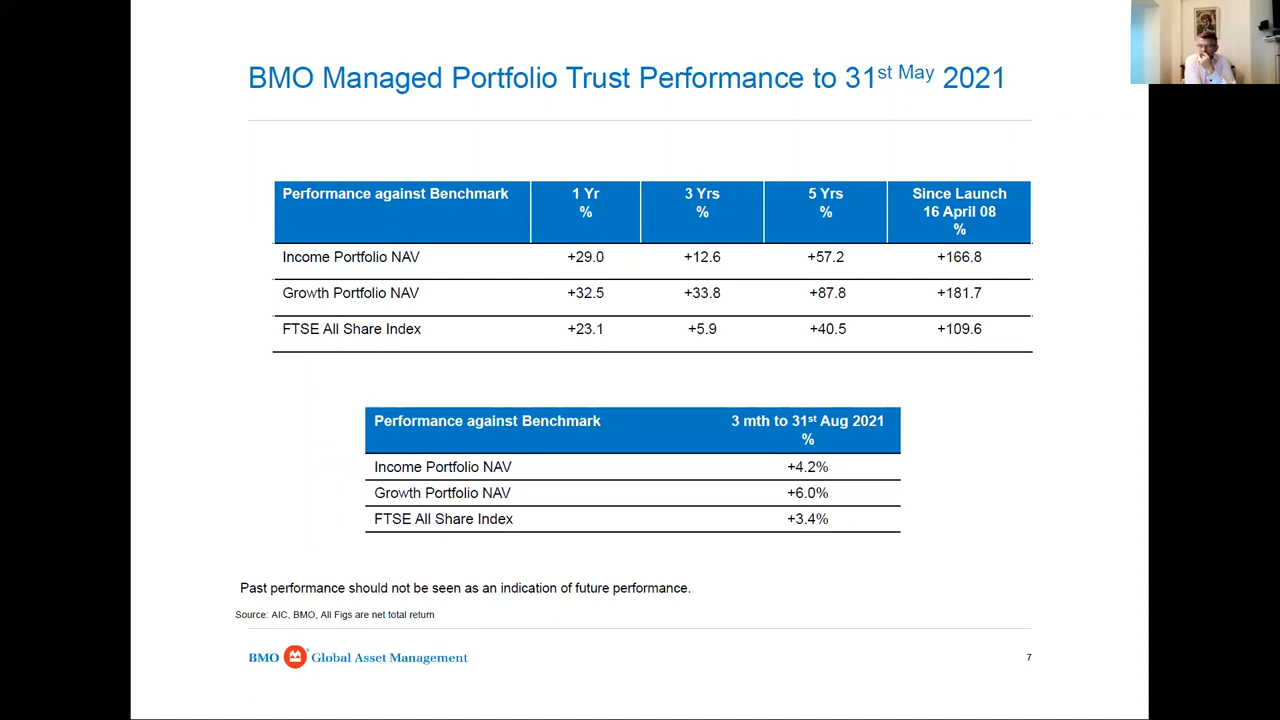 BMO Managed Portfolio Trust Performance to 31st May 2021
Performance against Benchmark 1 Yr % 3 Yrs % 5 Yrs % Since Launch 16 April 08 %
Income Portfolio NAV +29.0 +12.6 +57.2 +166.8
Growth Portfolio NAV +32.5 +33.8 +87.8 +181.7
FTSE All Share Index +23.1 +5.9 +40.5 +109.6
Performance against Benchmark 3 mth to 31st Aug 2021 %
Income Portfolio NAV +4.2%
Growth Portfolio NAV +6.0%
FTSE All Share Index +3.4%
Past performance should not be seen as an indication of future performance.
Source: AIC, BMO, All Figs are net total return
BMO Global Asset Management
7